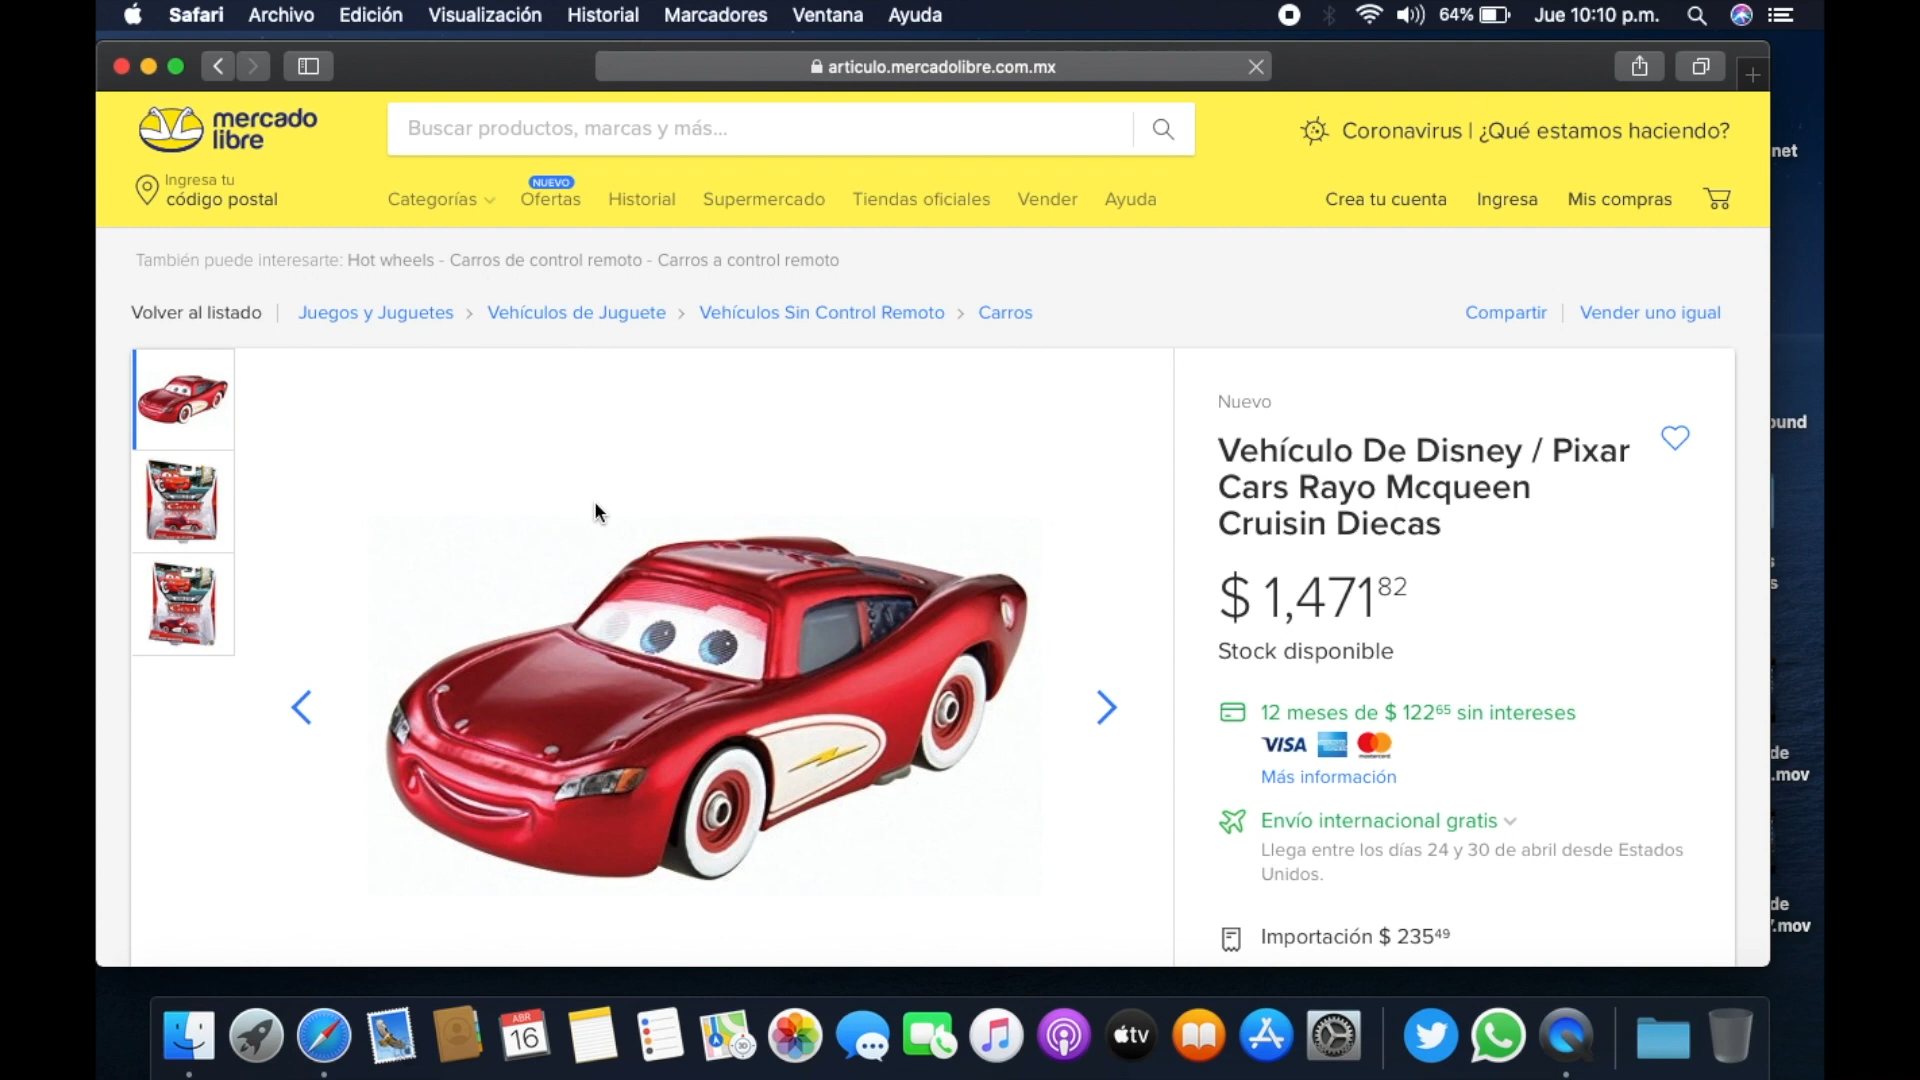 Safari Archivo Edición Visualización Historial Marcadores Ventana Ayuda 64% Jue 10:10 p.m.
articulo.mercadolibre.com.mx
mercado
libre
Buscar productos, marcas y más...
Coronavirus | ¿Qué estamos haciendo?
Ingresa tu
código postal
NUEVO
Categorías Ofertas Historial Supermercado Tiendas oficiales Vender Ayuda Crea tu cuenta Ingresa Mis compras
También puede interesarte: Hot wheels - Carros de control remoto - Carros a control remoto
Volver al listado | Juegos y Juguetes > Vehículos de Juguete > Vehículos Sin Control Remoto > Carros Compartir | Vender uno igual
Nuevo
Vehículo De Disney / Pixar
Cars Rayo Mcqueen
Cruisin Diecas
$ 1,471 82
Stock disponible
12 meses de $ 122 65 sin intereses
VISA
Más información
Envío internacional gratis
Llega entre los días 24 y 30 de abril desde Estados
Unidos.
Importación $ 235 49
net
ound
s
de
.mov
de
.mov
ABR
16
tv